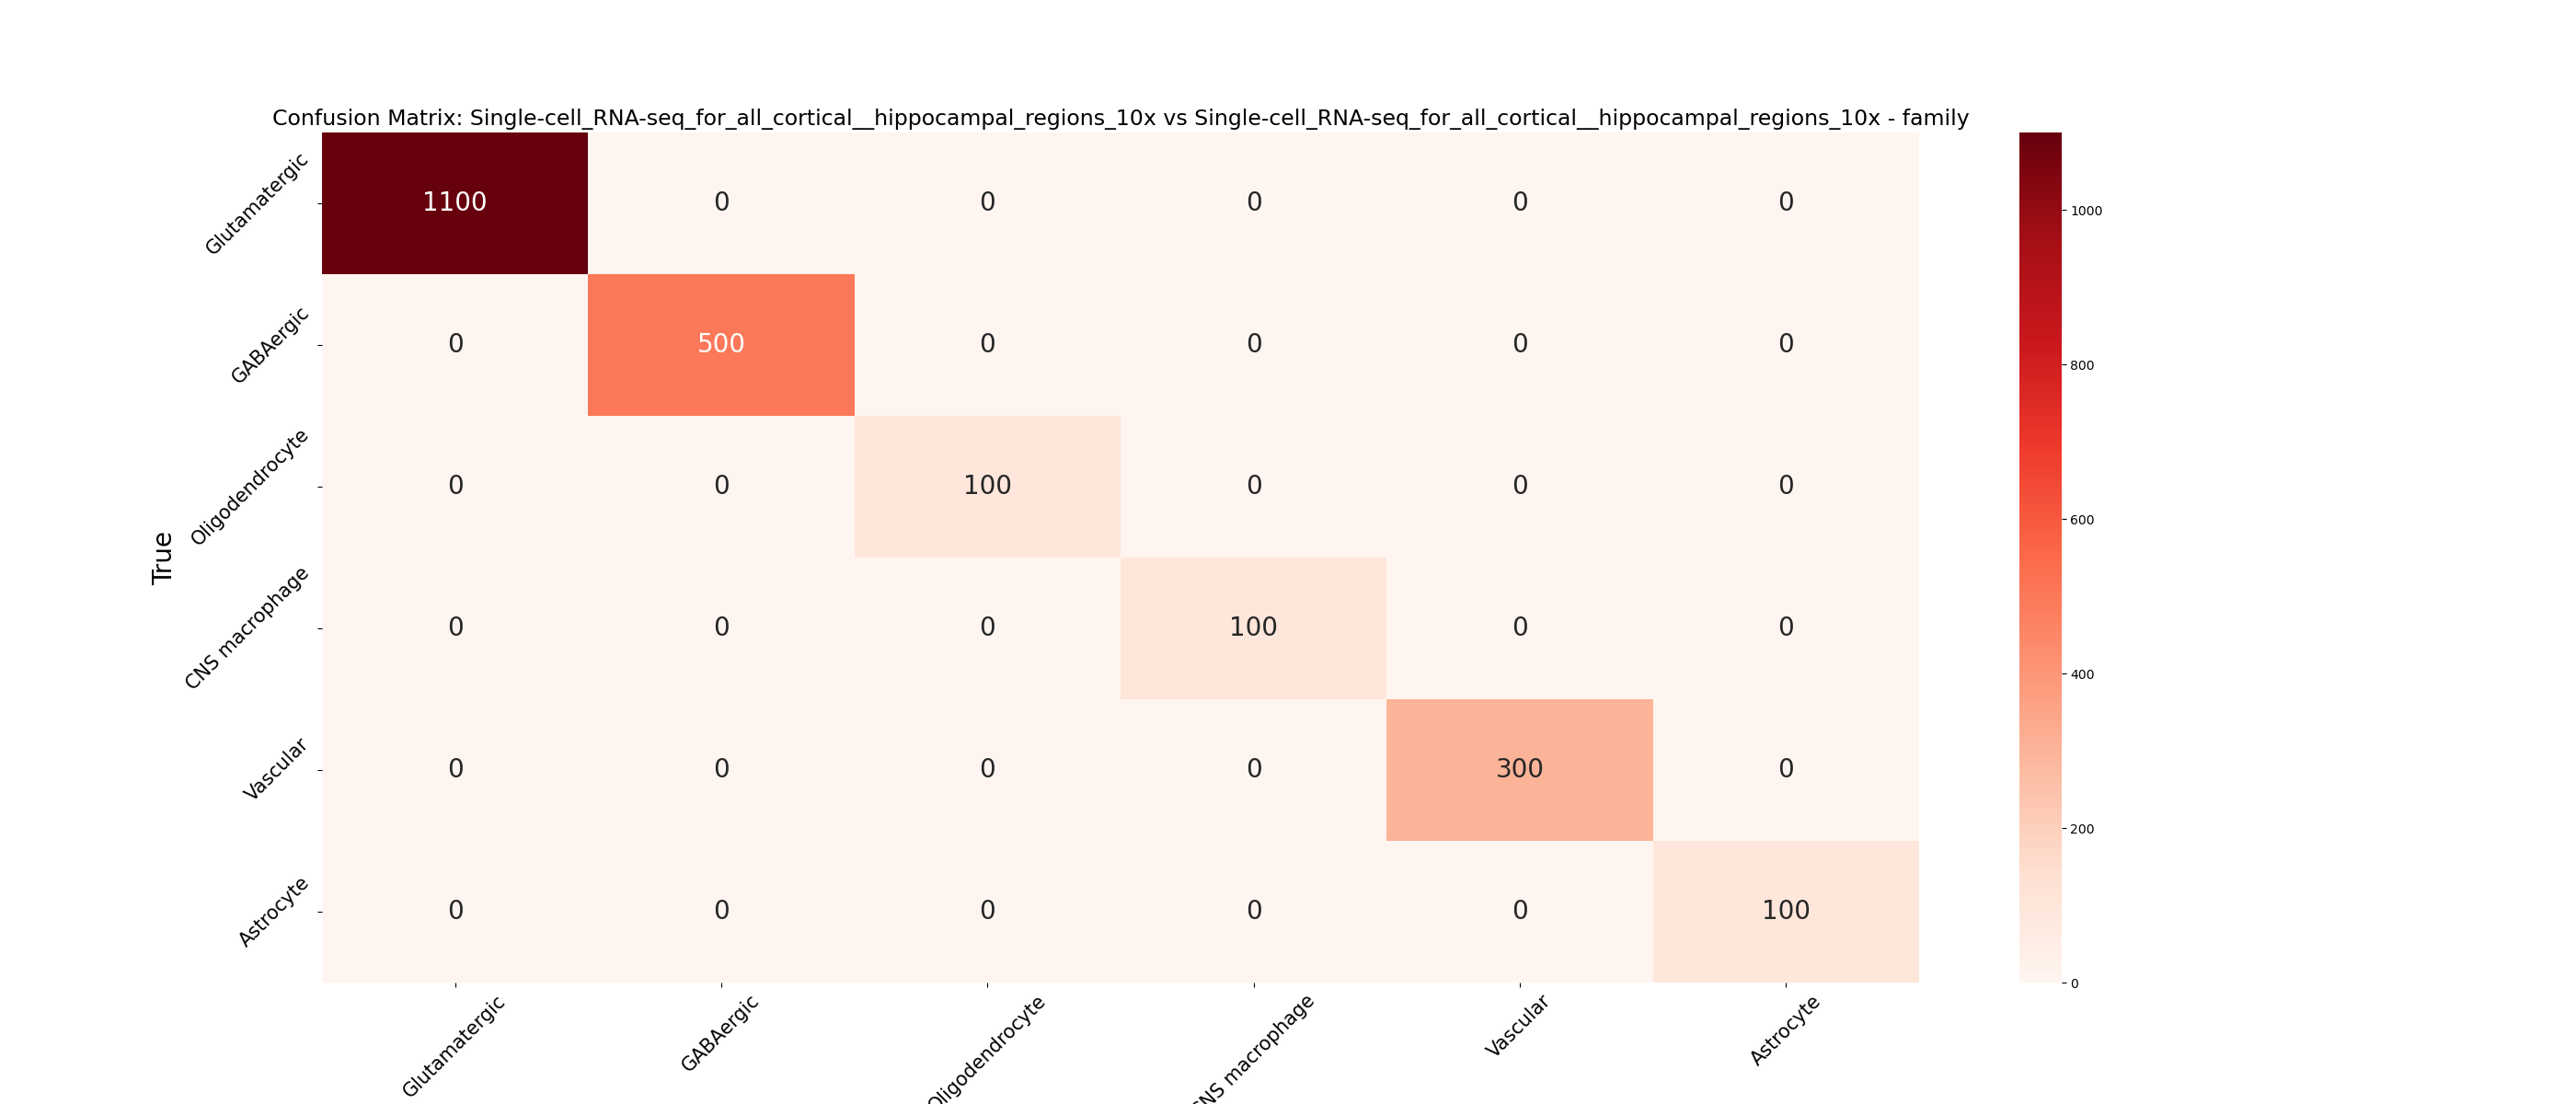 Confusion Matrix: Single-cell_RNA-seq_for_all_cortical__hippocampal_regions_10x vs Single-cell_RNA-seq_for_all_cortical__hippocampal_regions_10x - family
True
Glutamatergic
1100 0 0 0 0 0
GABAergic
0 500 0 0 0 0
Oligodendrocyte
0 0 100 0 0 0
CNS macrophage
0 0 0 100 0 0
Vascular
0 0 0 0 300 0
Astrocyte
0 0 0 0 0 100
Glutamatergic
GABAergic
Oligodendrocyte
CNS macrophage
Vascular
Astrocyte
1000
800
600
400
200
0